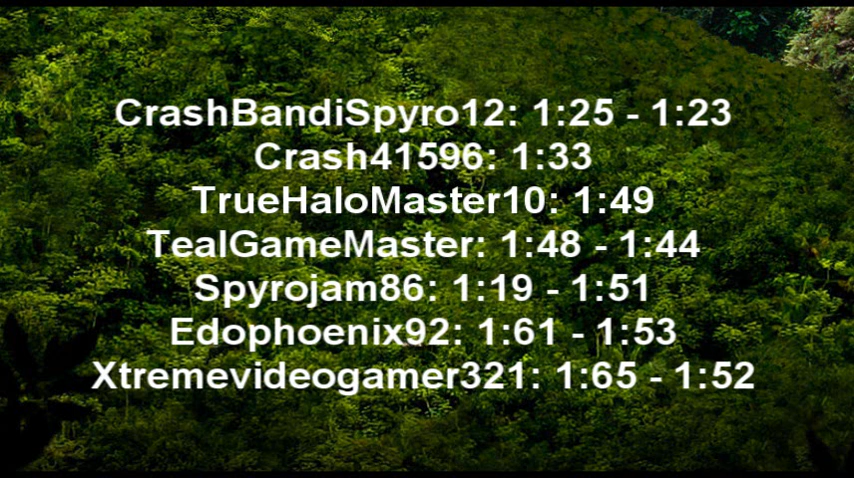 CrashBandiSpyro12: 1:25 - 1:23
Crash41596: 1:33
TrueHaloMaster10: 1:49
TealGameMaster: 1:48 - 1:44
Spyrojam86: 1:19 - 1:51
Edophoenix92: 1:61 - 1:53
Xtremevideogamer321: 1:65 - 1:52